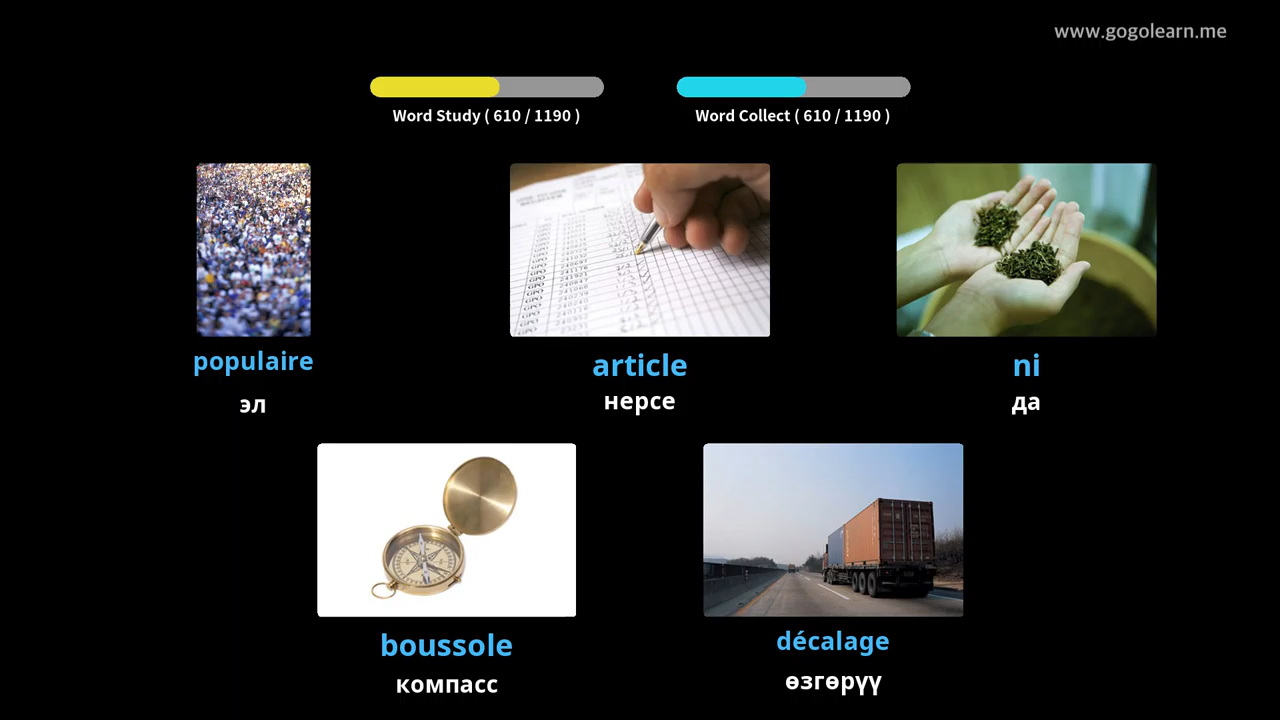 www.gogolearn.me
Word Study ( 610 / 1190 )
Word Collect ( 610 / 1190 )
populaire
эл
article
нерсе
ni
да
boussole
компасс
décalage
өзгөрүү